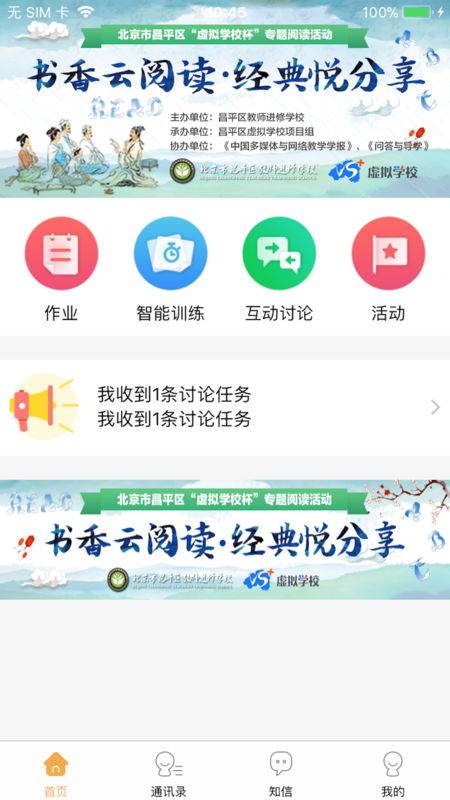 无 SIM 卡
10:45
北京市昌平区“虚拟学校杯”专题阅读活动
书香云阅读·经典悦分享
READ
主办单位：昌平区教师进修学校
承办单位：昌平区虚拟学校项目组
协办单位：《中国多媒体与网络教学学报》、《问答与导学》
北京市昌平区教师进修学校
VS+ 虚拟学校
作业
智能训练
互动讨论
活动
我收到1条讨论任务
我收到1条讨论任务
北京市昌平区“虚拟学校杯”专题阅读活动
READ
书香云阅读·经典悦分享
北京市昌平区教师进修学校
VS+ 虚拟学校
首页
通讯录
知信
我的